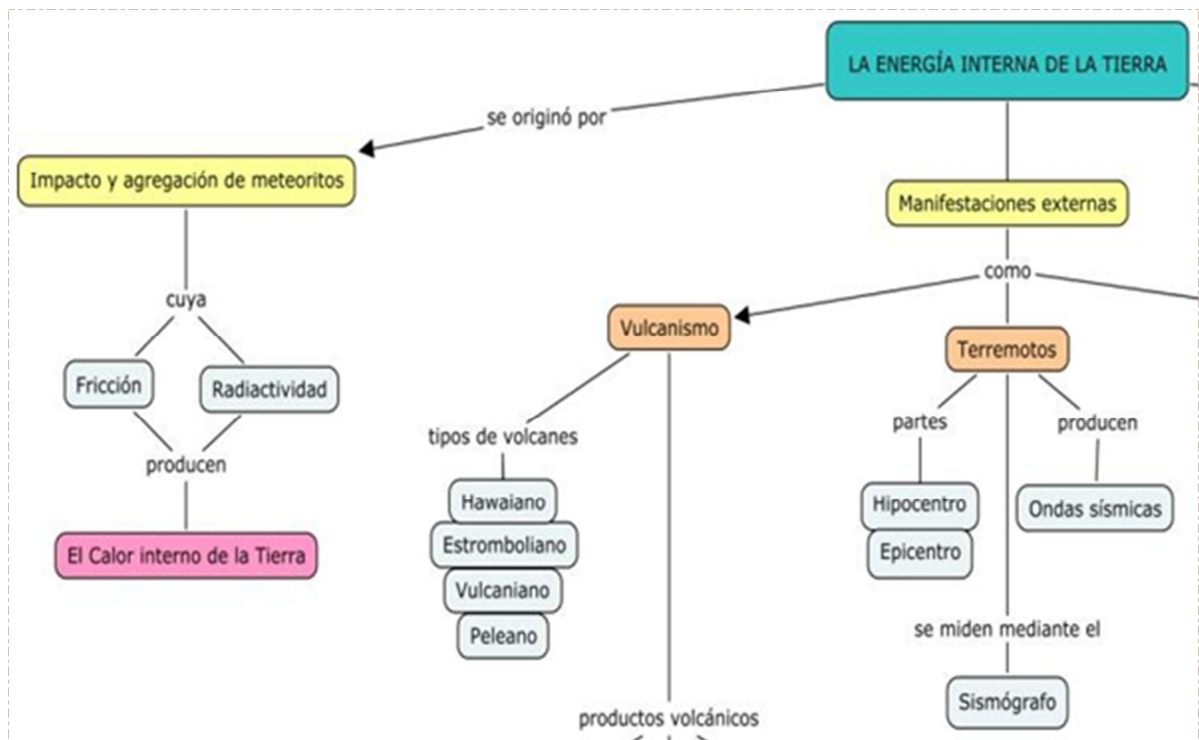 LA ENERGÍA INTERNA DE LA TIERRA
se originó por
Impacto y agregación de meteoritos
cuya
Fricción
Radiactividad
producen
El Calor interno de la Tierra
Manifestaciones externas
como
Vulcanismo
tipos de volcanes
Hawaiano
Estromboliano
Vulcaniano
Peleano
productos volcánicos
Terremotos
partes
Hipocentro
Epicentro
producen
Ondas sísmicas
se miden mediante el
Sismógrafo